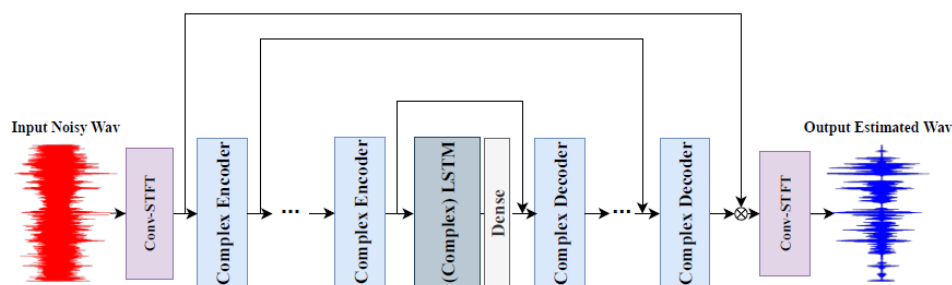 Input Noisy Wav
Conv-STFT
Complex Encoder
...
Complex Encoder
(Complex) LSTM
Dense
Complex Decoder
...
Complex Decoder
Conv-STFT
Output Estimated Wav